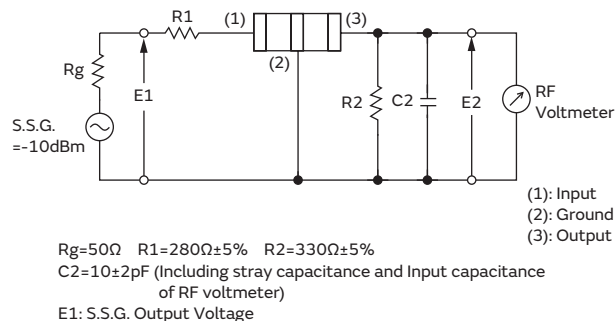 R1
(1)
(3)
(2)
Rg
E1
R2
C2
E2
RF
Voltmeter
S.S.G.
=-10dBm
(1): Input
(2): Ground
(3): Output
Rg=50Ω R1=280Ω±5% R2=330Ω±5%
C2=10±2pF (Including stray capacitance and Input capacitance
of RF voltmeter)
E1: S.S.G. Output Voltage